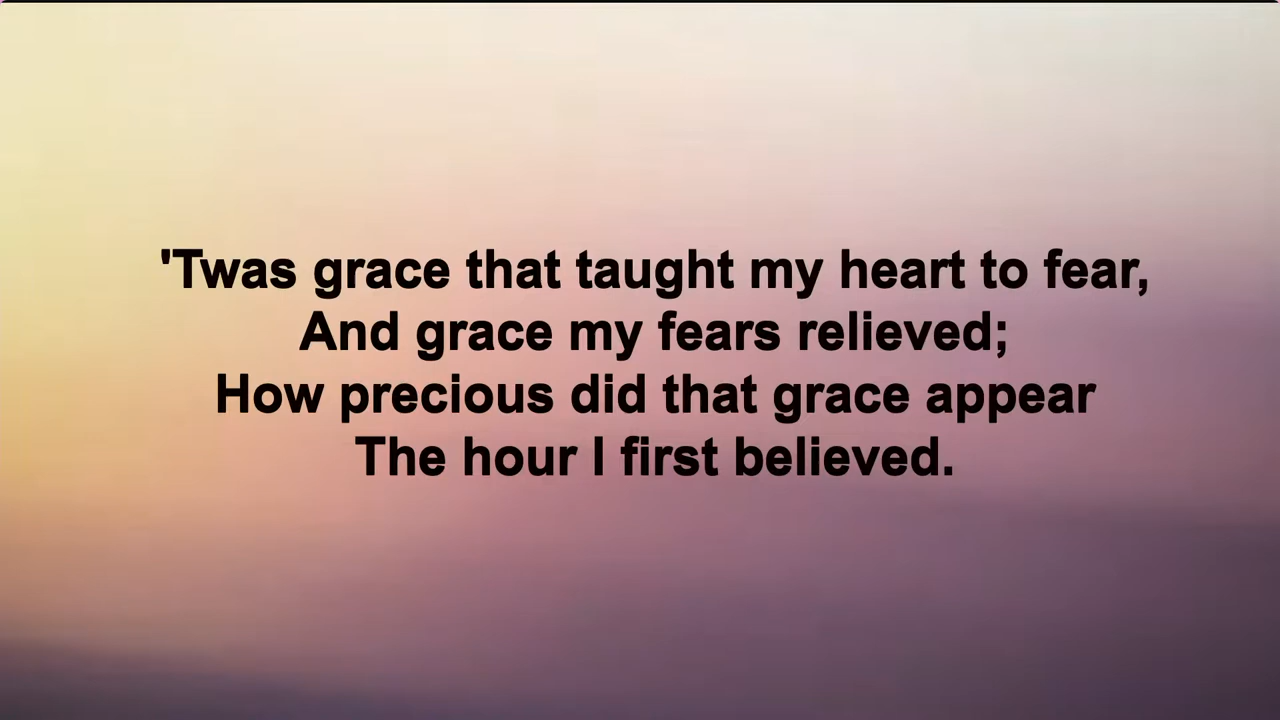 'Twas grace that taught my heart to fear,
And grace my fears relieved;
How precious did that grace appear
The hour I first believed.